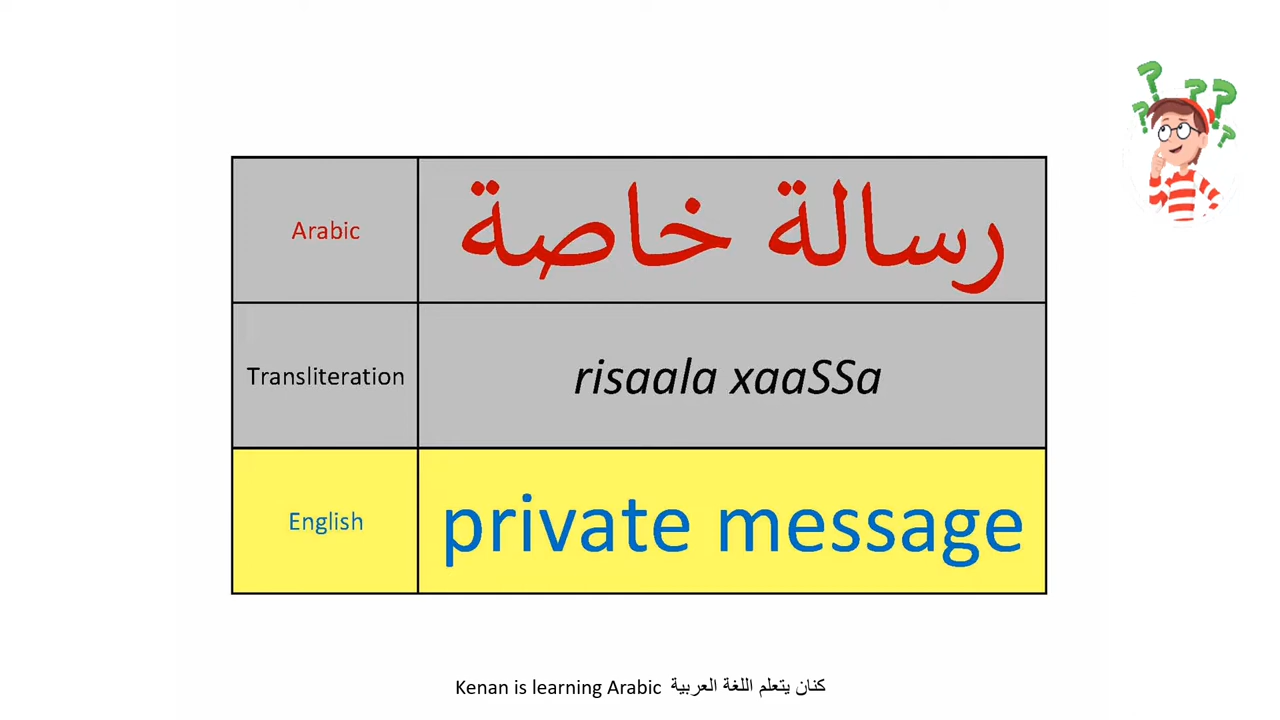 Arabic رسالة خاصة
Transliteration risaala xaaSSa
English private message
Kenan is learning Arabic كنان يتعلم اللغة العربية